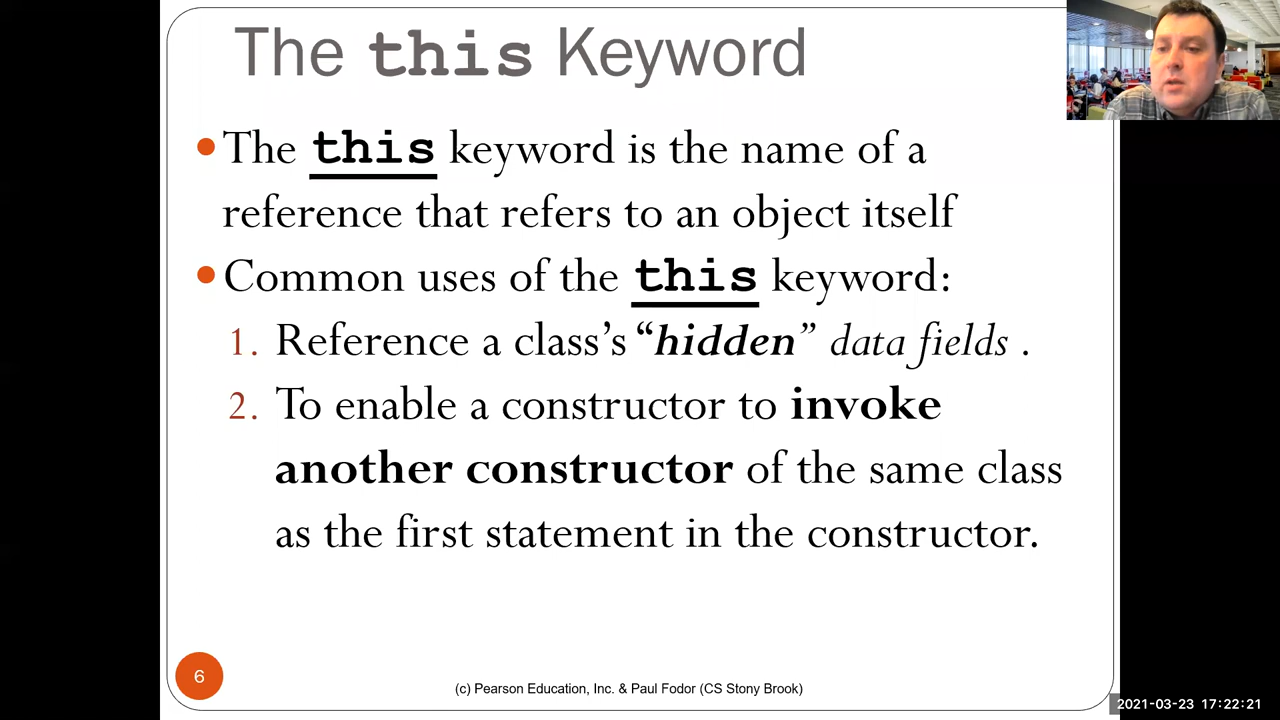 The this Keyword
•The this keyword is the name of a
reference that refers to an object itself
•Common uses of the this keyword:
1. Reference a class’s “hidden” data fields .
2. To enable a constructor to invoke
another constructor of the same class
as the first statement in the constructor.
6
(c) Pearson Education, Inc. & Paul Fodor (CS Stony Brook)
2021-03-23 17:22:21